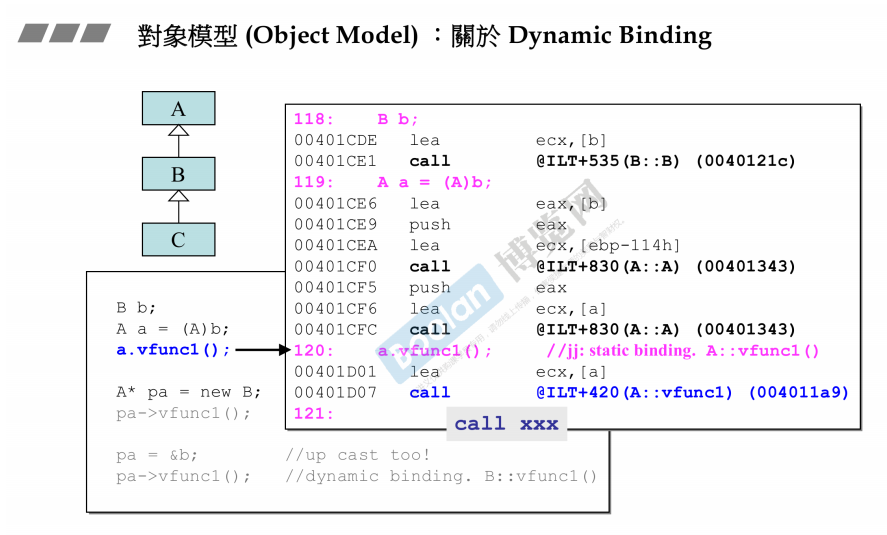 對象模型 (Object Model) ：關於 Dynamic Binding
A
B
C
118: B b;
00401CDE lea ecx,[b]
00401CE1 call @ILT+535(B::B) (0040121c)
119: A a = (A)b;
00401CE6 lea eax,[b]
00401CE9 push eax
00401CEA lea ecx,[ebp-114h]
00401CF0 call @ILT+830(A::A) (00401343)
00401CF5 push eax
00401CF6 lea ecx,[a]
00401CFC call @ILT+830(A::A) (00401343)
120: a.vfunc1(); //jj: static binding. A::vfunc1()
00401D01 lea ecx,[a]
00401D07 call @ILT+420(A::vfunc1) (004011a9)
121:
call xxx
B b;
A a = (A)b;
a.vfunc1();
A* pa = new B;
pa->vfunc1();
pa = &b; //up cast too!
pa->vfunc1(); //dynamic binding. B::vfunc1()
Boolan 博览网